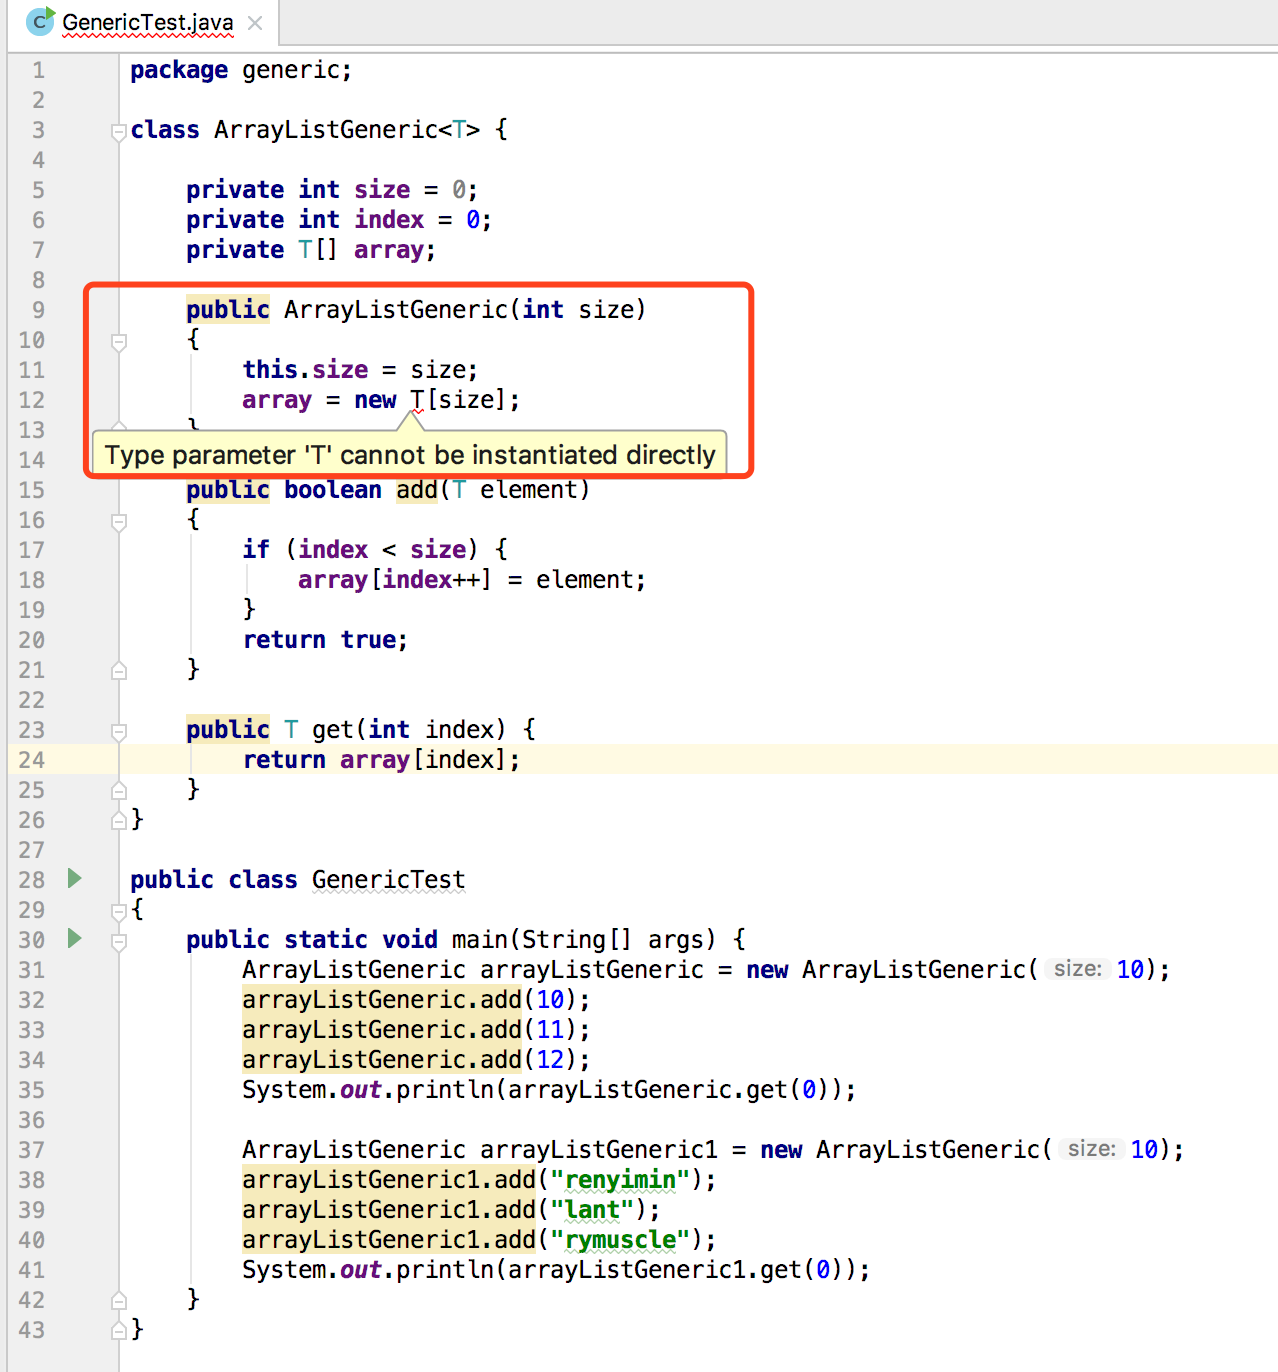 GenericTest.java
1 package generic;
2
3 class ArrayListGeneric<T> {
4
5 private int size = 0;
6 private int index = 0;
7 private T[] array;
8
9 public ArrayListGeneric(int size)
10 {
11 this.size = size;
12 array = new T[size];
13 }
Type parameter 'T' cannot be instantiated directly
14
15 public boolean add(T element)
16 {
17 if (index < size) {
18 array[index++] = element;
19 }
20 return true;
21 }
22
23 public T get(int index) {
24 return array[index];
25 }
26 }
27
28 public class GenericTest
29 {
30 public static void main(String[] args) {
31 ArrayListGeneric arrayListGeneric = new ArrayListGeneric( size: 10);
32 arrayListGeneric.add(10);
33 arrayListGeneric.add(11);
34 arrayListGeneric.add(12);
35 System.out.println(arrayListGeneric.get(0));
36
37 ArrayListGeneric arrayListGeneric1 = new ArrayListGeneric( size: 10);
38 arrayListGeneric1.add("renyimin");
39 arrayListGeneric1.add("lant");
40 arrayListGeneric1.add("rymuscle");
41 System.out.println(arrayListGeneric1.get(0));
42 }
43 }